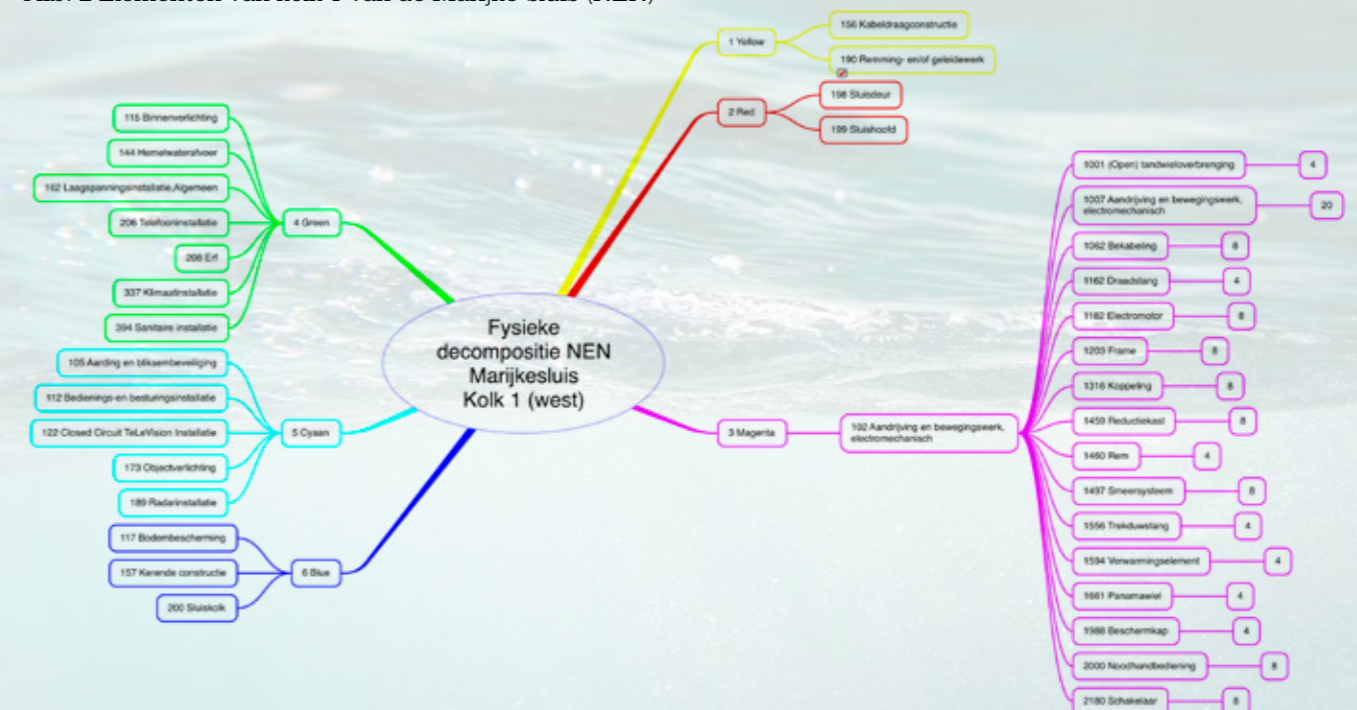 Fysieke
decompositie NEN
Marijkesluis
Kolk 1 (west)
1 Yellow
156 Kabeldraagconstructie
190 Remming- en/of geleidewerk
2 Red
198 Sluisdeur
199 Sluishoofd
3 Magenta
102 Aandrijving en bewegingswerk,
electromechanisch
1001 (Open) tandwieloverbrenging
4
1007 Aandrijving en bewegingswerk,
electromechanisch
20
1062 Bekabeling
8
1162 Draadstang
4
1182 Electromotor
8
1203 Frame
8
1316 Koppeling
8
1459 Reductiekast
8
1460 Rem
4
1497 Smeersysteem
8
1556 Trekduwstang
4
1594 Verwarmingselement
4
1661 Panamawiel
4
1988 Beschermkap
4
2000 Noodhandbediening
8
2180 Schakelaar
8
4 Green
115 Binnenverlichting
144 Hemelwaterafvoer
162 Laagspanningsinstallatie,Algemeen
206 Telefooninstallatie
208 Erf
337 Klimaatinstallatie
394 Sanitaire installatie
5 Cyaan
105 Aarding en bliksembeveiliging
112 Bedienings-en besturingsinstallatie
122 Closed Circuit TeLeVision Installatie
173 Objectverlichting
189 Radarinstallatie
6 Blue
117 Bodembescherming
157 Kerende constructie
200 Sluiskolk